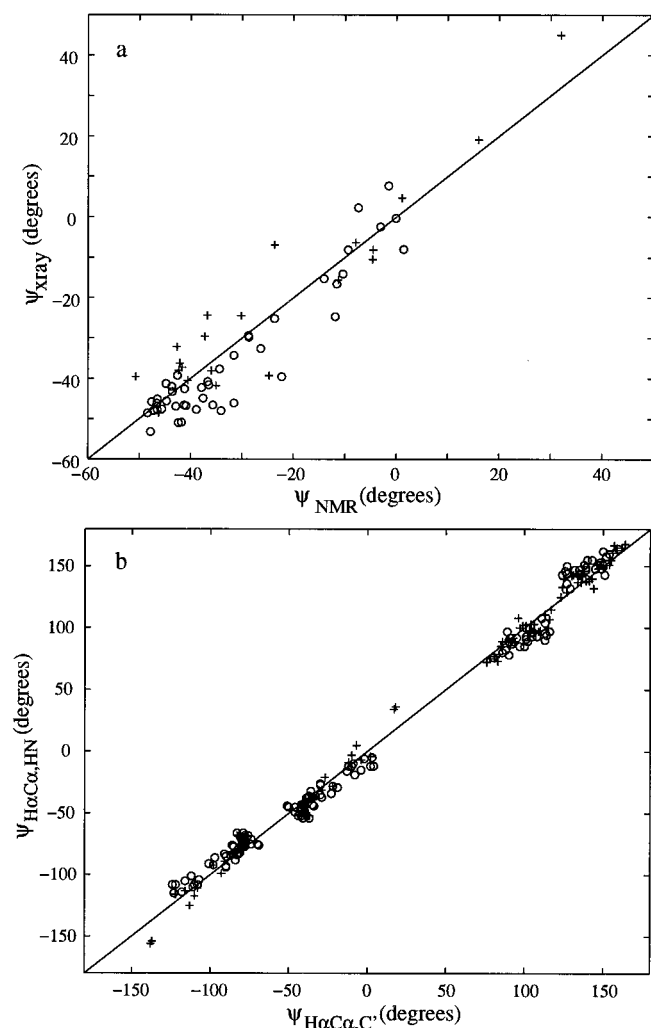 a
40
20
0
−20
−40
−60
ψxray (degrees)
−60 −40 −20 0 20 40
ψNMR (degrees)
b
150
100
50
0
−50
−100
−150
ψHαCα,HN (degrees)
−150 −100 −50 0 50 100 150
ψHαCα,C' (degrees)